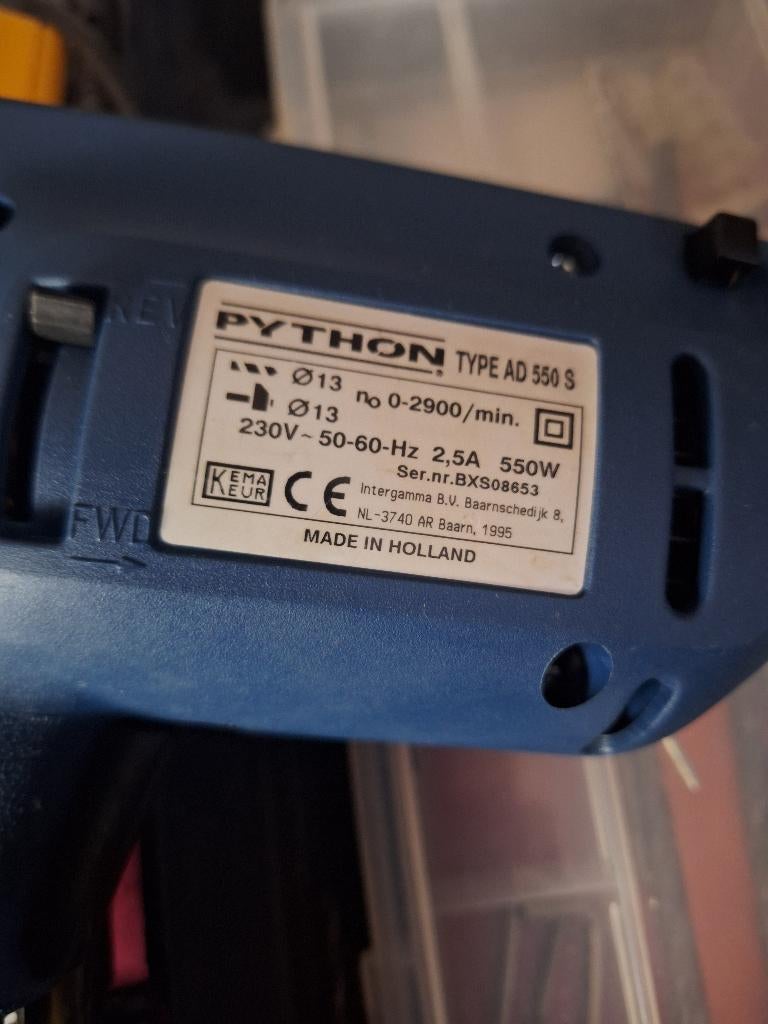 REV
PYTHON® TYPE AD 550 S
Ø13 n₀ 0-2900/min.
Ø13
230V ~ 50-60-Hz 2,5A 550W
Ser.nr.BXS08653
KEMA KEUR CE Intergamma B.V. Baarnschedijk 8,
NL-3740 AR Baarn, 1995
MADE IN HOLLAND
FWD